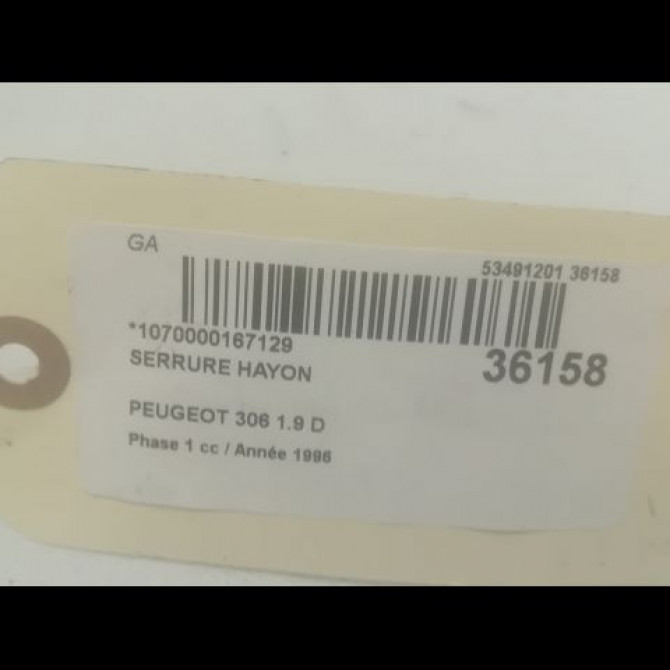 GA
53491201 36158
*1070000167129
36158
SERRURE HAYON
PEUGEOT 306 1.9 D
Phase 1 cc / Année 1996